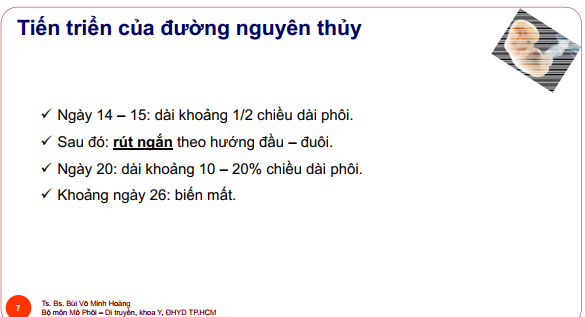 Tiến triển của đường nguyên thủy
✓ Ngày 14 – 15: dài khoảng 1/2 chiều dài phôi.
✓ Sau đó: rút ngắn theo hướng đầu – đuôi.
✓ Ngày 20: dài khoảng 10 – 20% chiều dài phôi.
✓ Khoảng ngày 26: biến mất.
7
Ts. Bs. Bùi Võ Minh Hoàng
Bộ môn Mô Phôi – Di truyền, khoa Y, ĐHYD TP.HCM